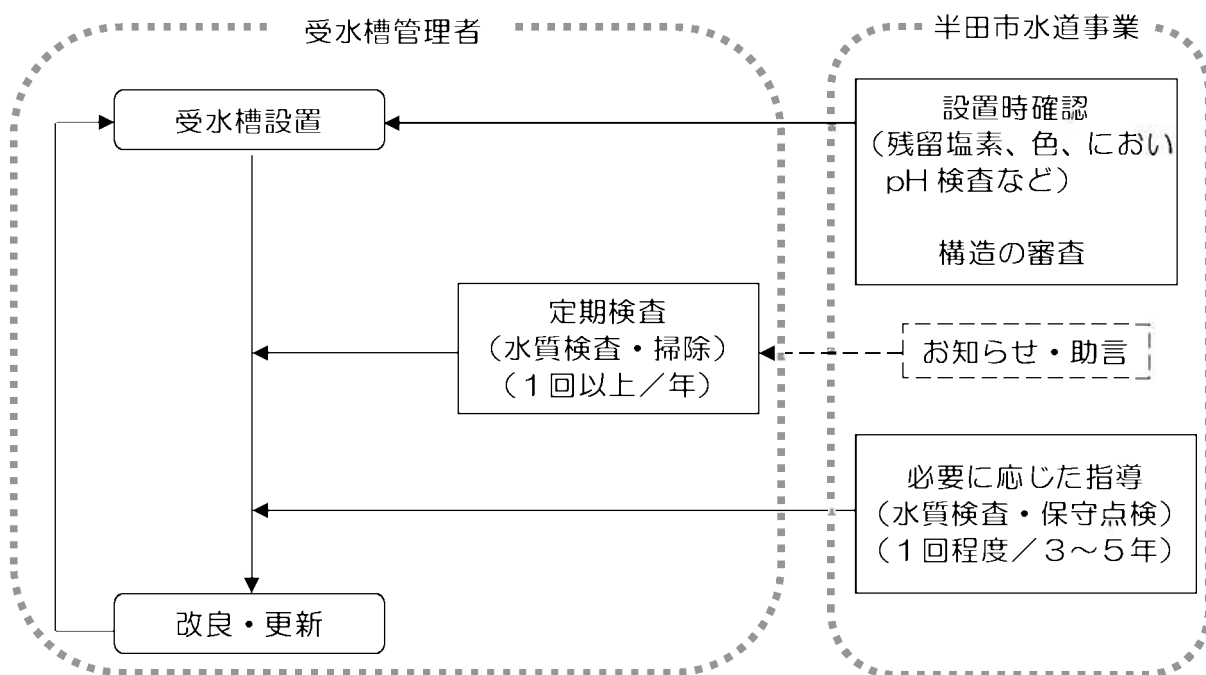 受水槽管理者
半田市水道事業
受水槽設置
設置時確認
(残留塩素、色、におい
pH 検査など)
構造の審査
定期検査
(水質検査・掃除)
(1回以上/年)
お知らせ・助言
必要に応じた指導
(水質検査・保守点検)
(1回程度/3~5年)
改良・更新